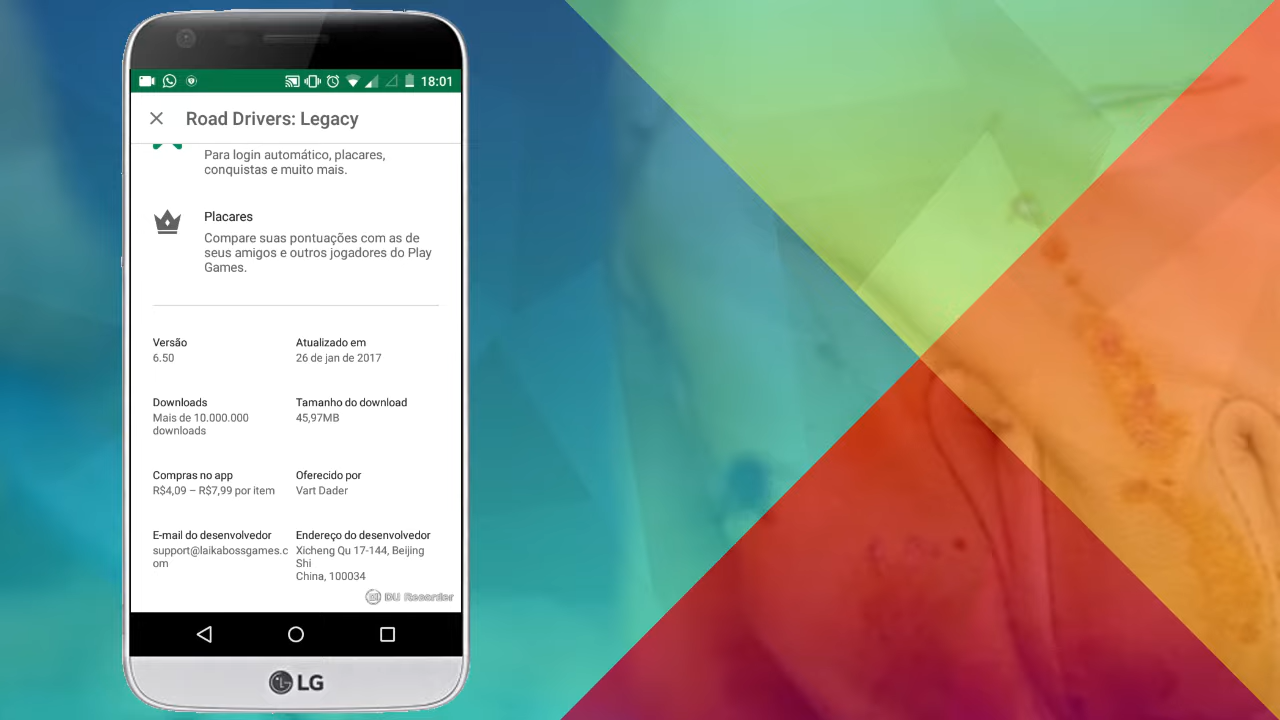 18:01
Road Drivers: Legacy
Para login automático, placares,
conquistas e muito mais.
Placares
Compare suas pontuações com as de
seus amigos e outros jogadores do Play
Games.
Versão
6.50
Atualizado em
26 de jan de 2017
Downloads
Mais de 10.000.000
downloads
Tamanho do download
45,97MB
Compras no app
R$4,09 – R$7,99 por item
Oferecido por
Vart Dader
E-mail do desenvolvedor
support@laikabossgames.c
om
Endereço do desenvolvedor
Xicheng Qu 17-144, Beijing
Shi
China, 100034
DU Recorder
LG